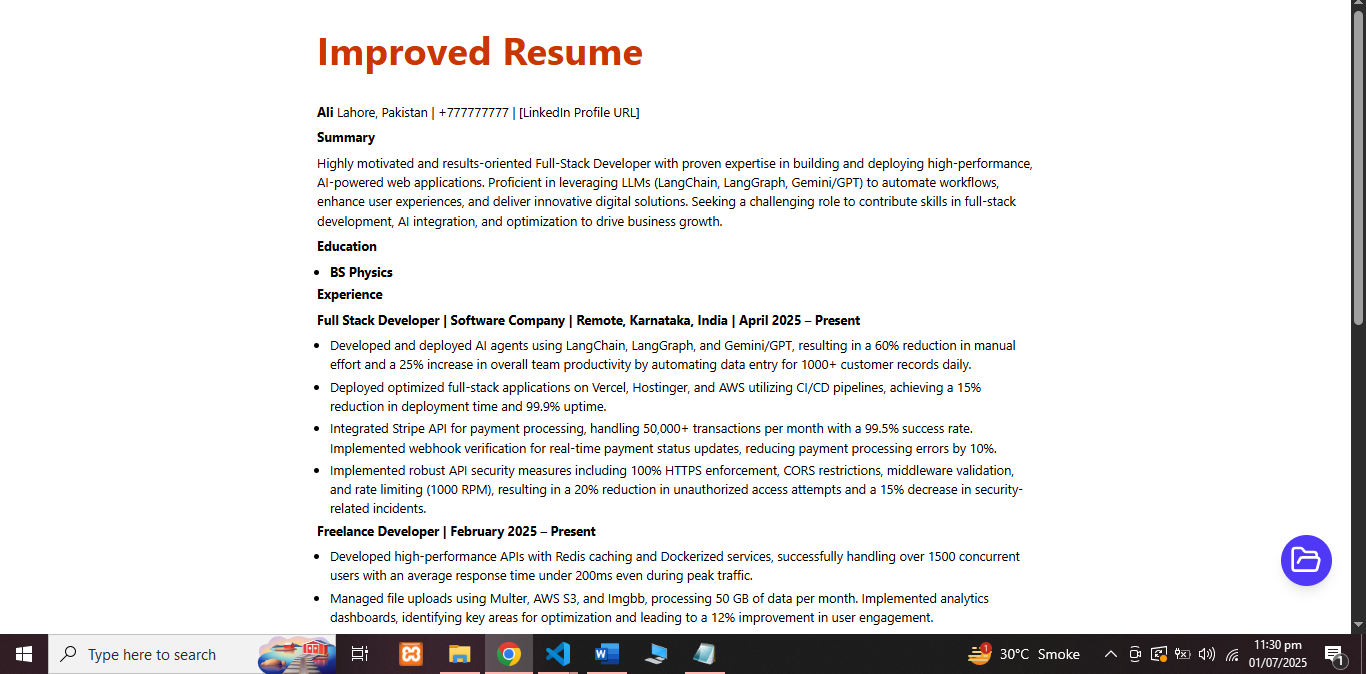 Improved Resume
Ali Lahore, Pakistan | +777777777 | [LinkedIn Profile URL]
Summary
Highly motivated and results-oriented Full-Stack Developer with proven expertise in building and deploying high-performance,
AI-powered web applications. Proficient in leveraging LLMs (LangChain, LangGraph, Gemini/GPT) to automate workflows,
enhance user experiences, and deliver innovative digital solutions. Seeking a challenging role to contribute skills in full-stack
development, AI integration, and optimization to drive business growth.
Education
• BS Physics
Experience
Full Stack Developer | Software Company | Remote, Karnataka, India | April 2025 – Present
• Developed and deployed AI agents using LangChain, LangGraph, and Gemini/GPT, resulting in a 60% reduction in manual
effort and a 25% increase in overall team productivity by automating data entry for 1000+ customer records daily.
• Deployed optimized full-stack applications on Vercel, Hostinger, and AWS utilizing CI/CD pipelines, achieving a 15%
reduction in deployment time and 99.9% uptime.
• Integrated Stripe API for payment processing, handling 50,000+ transactions per month with a 99.5% success rate.
Implemented webhook verification for real-time payment status updates, reducing payment processing errors by 10%.
• Implemented robust API security measures including 100% HTTPS enforcement, CORS restrictions, middleware validation,
and rate limiting (1000 RPM), resulting in a 20% reduction in unauthorized access attempts and a 15% decrease in security-
related incidents.
Freelance Developer | February 2025 – Present
• Developed high-performance APIs with Redis caching and Dockerized services, successfully handling over 1500 concurrent
users with an average response time under 200ms even during peak traffic.
• Managed file uploads using Multer, AWS S3, and Imgbb, processing 50 GB of data per month. Implemented analytics
dashboards, identifying key areas for optimization and leading to a 12% improvement in user engagement.
Type here to search
W
1
30°C Smoke
11:30 pm
01/07/2025
1